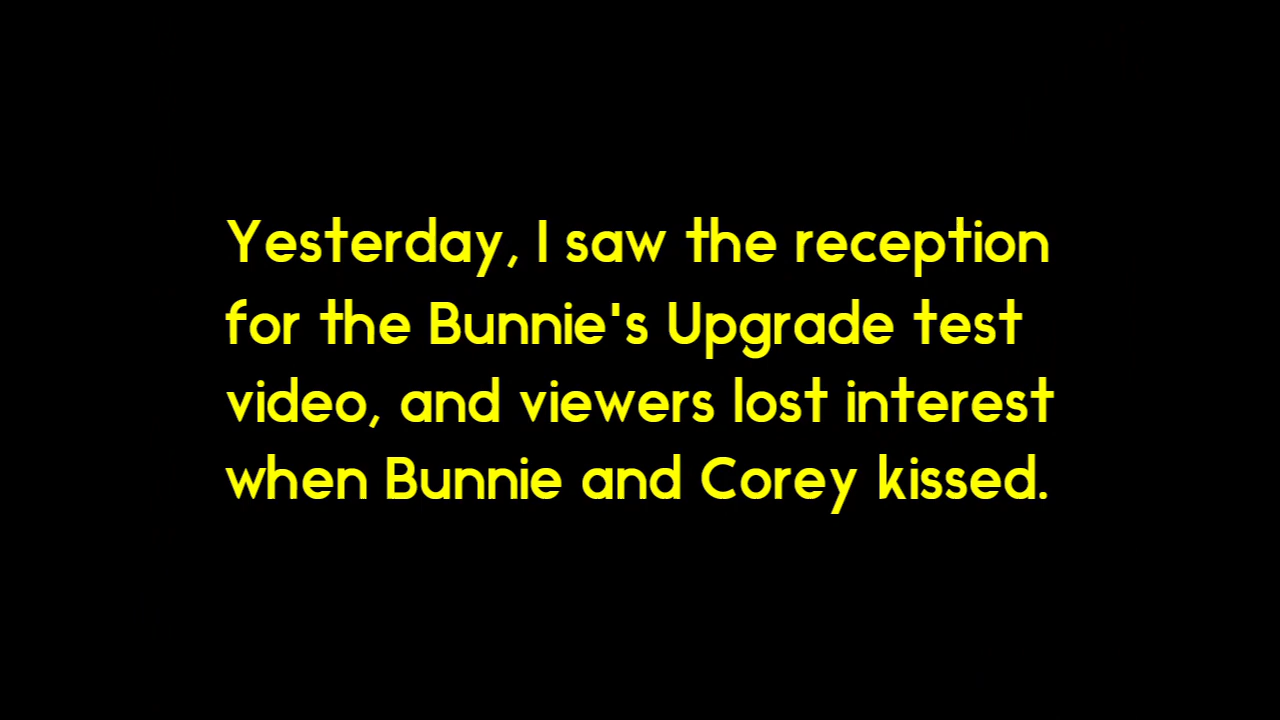 Yesterday, I saw the reception
for the Bunnie's Upgrade test
video, and viewers lost interest
when Bunnie and Corey kissed.